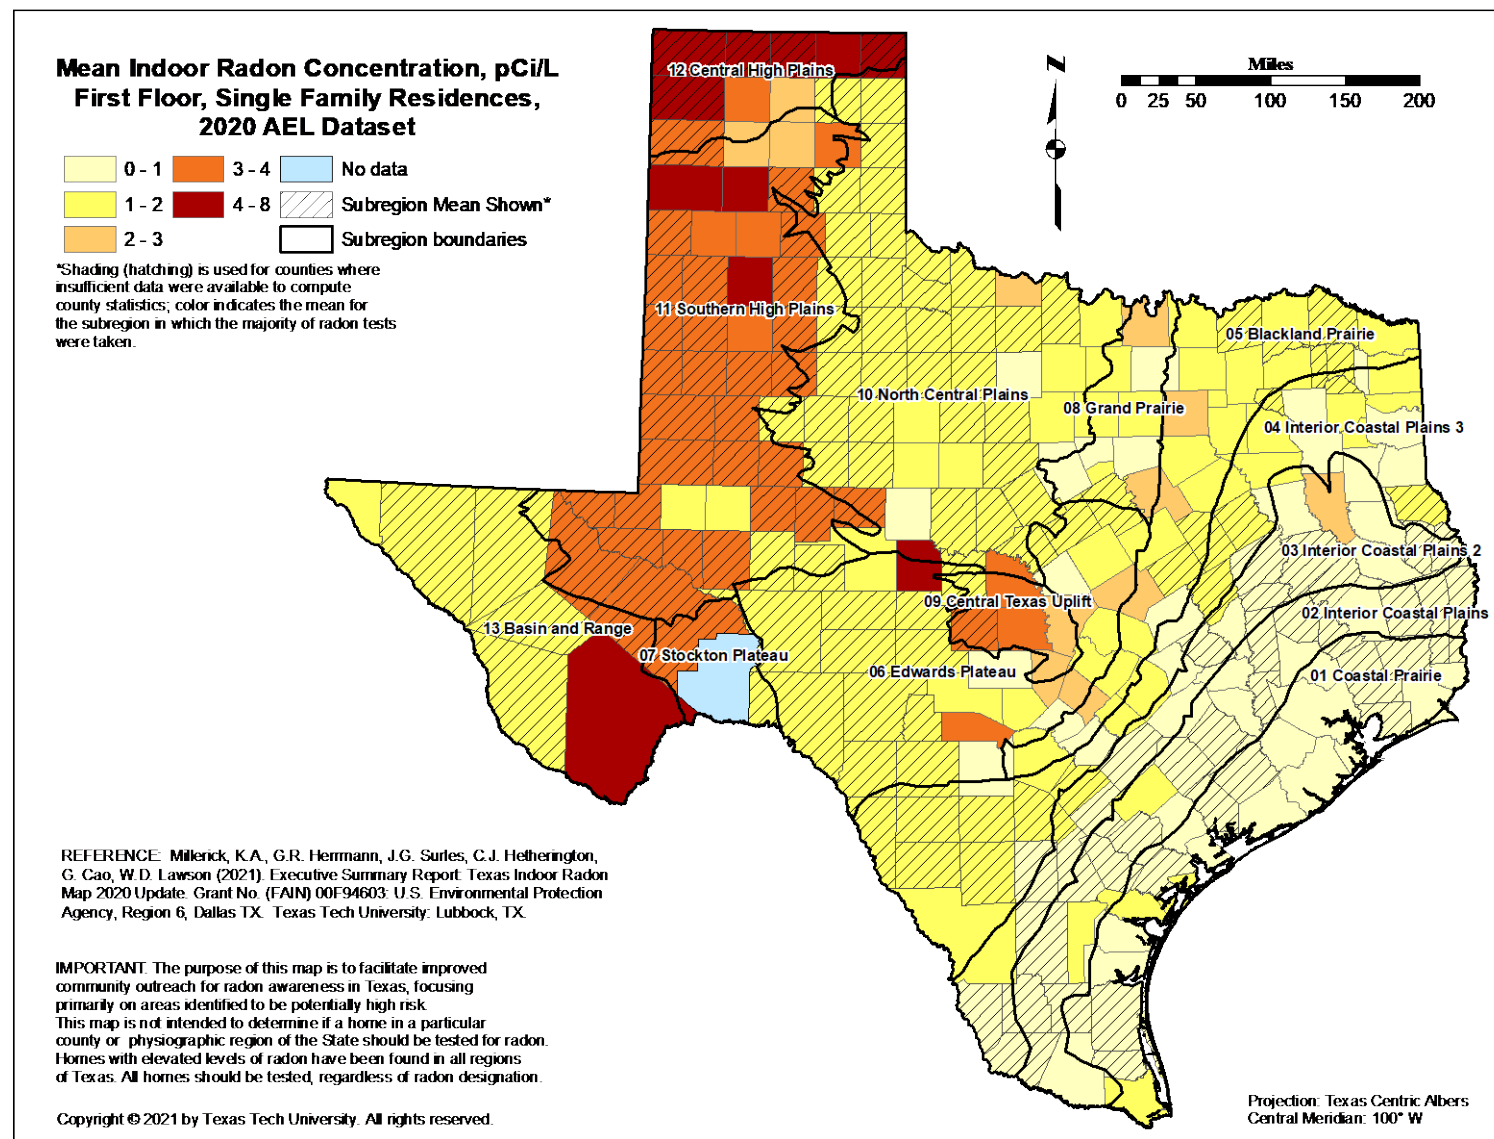 Mean Indoor Radon Concentration, pCi/L
First Floor, Single Family Residences,
2020 AEL Dataset
0 - 1
3 - 4
No data
1 - 2
4 - 8
Subregion Mean Shown*
2 - 3
Subregion boundaries
*Shading (hatching) is used for counties where
insufficient data were available to compute
county statistics; color indicates the mean for
the subregion in which the majority of radon tests
were taken.
N
Miles
0 25 50 100 150 200
12 Central High Plains
11 Southern High Plains
05 Blackland Prairie
10 North Central Plains
08 Grand Prairie
04 Interior Coastal Plains 3
03 Interior Coastal Plains 2
09 Central Texas Uplift
02 Interior Coastal Plains
13 Basin and Range
07 Stockton Plateau
06 Edwards Plateau
01 Coastal Prairie
REFERENCE: Millerick, K.A., G.R. Herrmann, J.G. Surles, C.J. Hetherington,
G. Cao, W.D. Lawson (2021). Executive Summary Report: Texas Indoor Radon
Map 2020 Update. Grant No. (FAIN) 00F94603: U.S. Environmental Protection
Agency, Region 6, Dallas TX. Texas Tech University: Lubbock, TX.
IMPORTANT. The purpose of this map is to facilitate improved
community outreach for radon awareness in Texas, focusing
primarily on areas identified to be potentially high risk.
This map is not intended to determine if a home in a particular
county or physiographic region of the State should be tested for radon.
Homes with elevated levels of radon have been found in all regions
of Texas. All homes should be tested, regardless of radon designation.
Copyright © 2021 by Texas Tech University. All rights reserved.
Projection: Texas Centric Albers
Central Meridian: 100° W